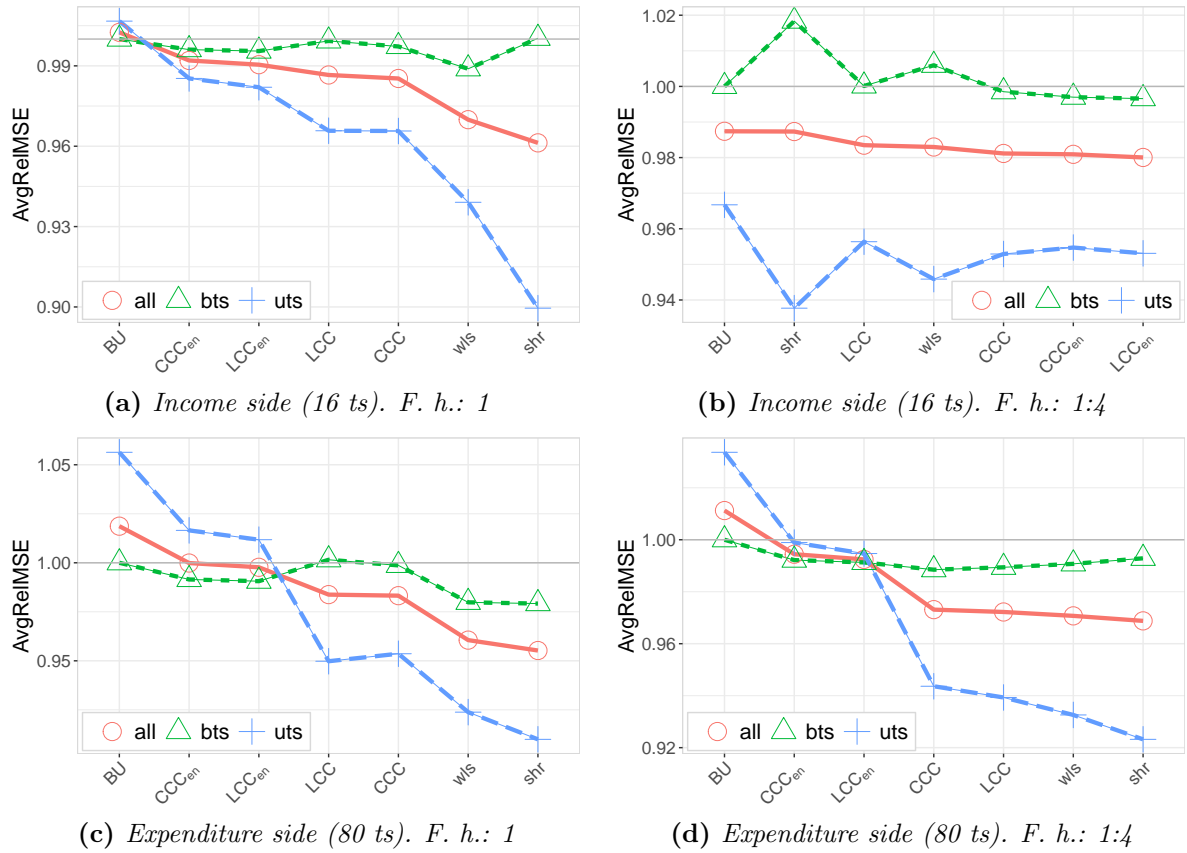 AvgRelMSE
0.99
0.96
0.93
0.90
all bts uts
BU CCCen LCCen LCC CCC wls shr
(a) Income side (16 ts). F. h.: 1
AvgRelMSE
1.02
1.00
0.98
0.96
0.94
all bts uts
BU shr LCC wls CCC CCCen LCCen
(b) Income side (16 ts). F. h.: 1:4
AvgRelMSE
1.05
1.00
0.95
all bts uts
BU CCCen LCCen LCC CCC wls shr
(c) Expenditure side (80 ts). F. h.: 1
AvgRelMSE
1.00
0.96
0.92
all bts uts
BU CCCen LCCen CCC LCC wls shr
(d) Expenditure side (80 ts). F. h.: 1:4